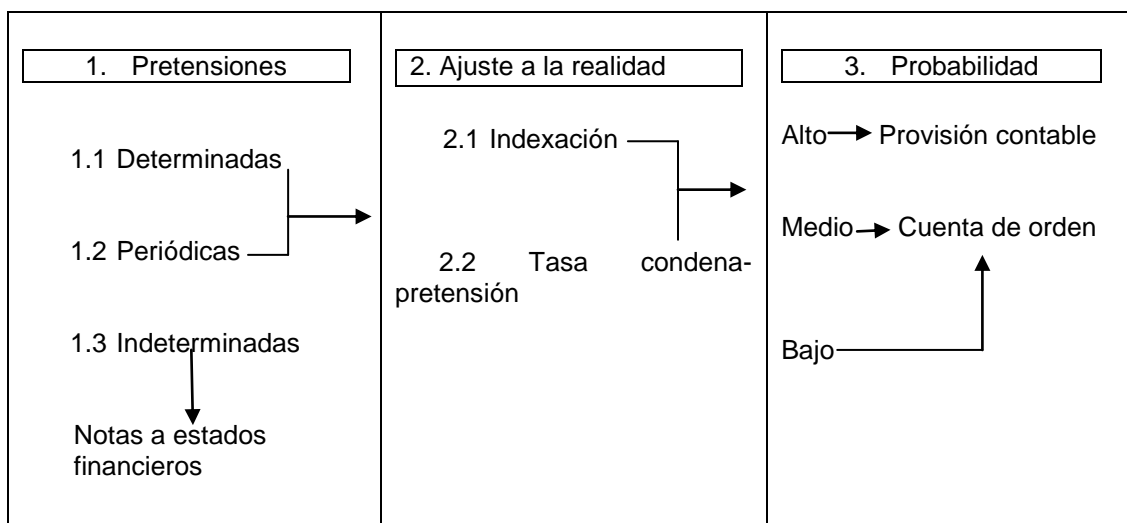 1. Pretensiones
1.1 Determinadas
1.2 Periódicas
1.3 Indeterminadas
Notas a estados
financieros
2. Ajuste a la realidad
2.1 Indexación
2.2 Tasa condena-
pretensión
3. Probabilidad
Alto Provisión contable
Medio Cuenta de orden
Bajo